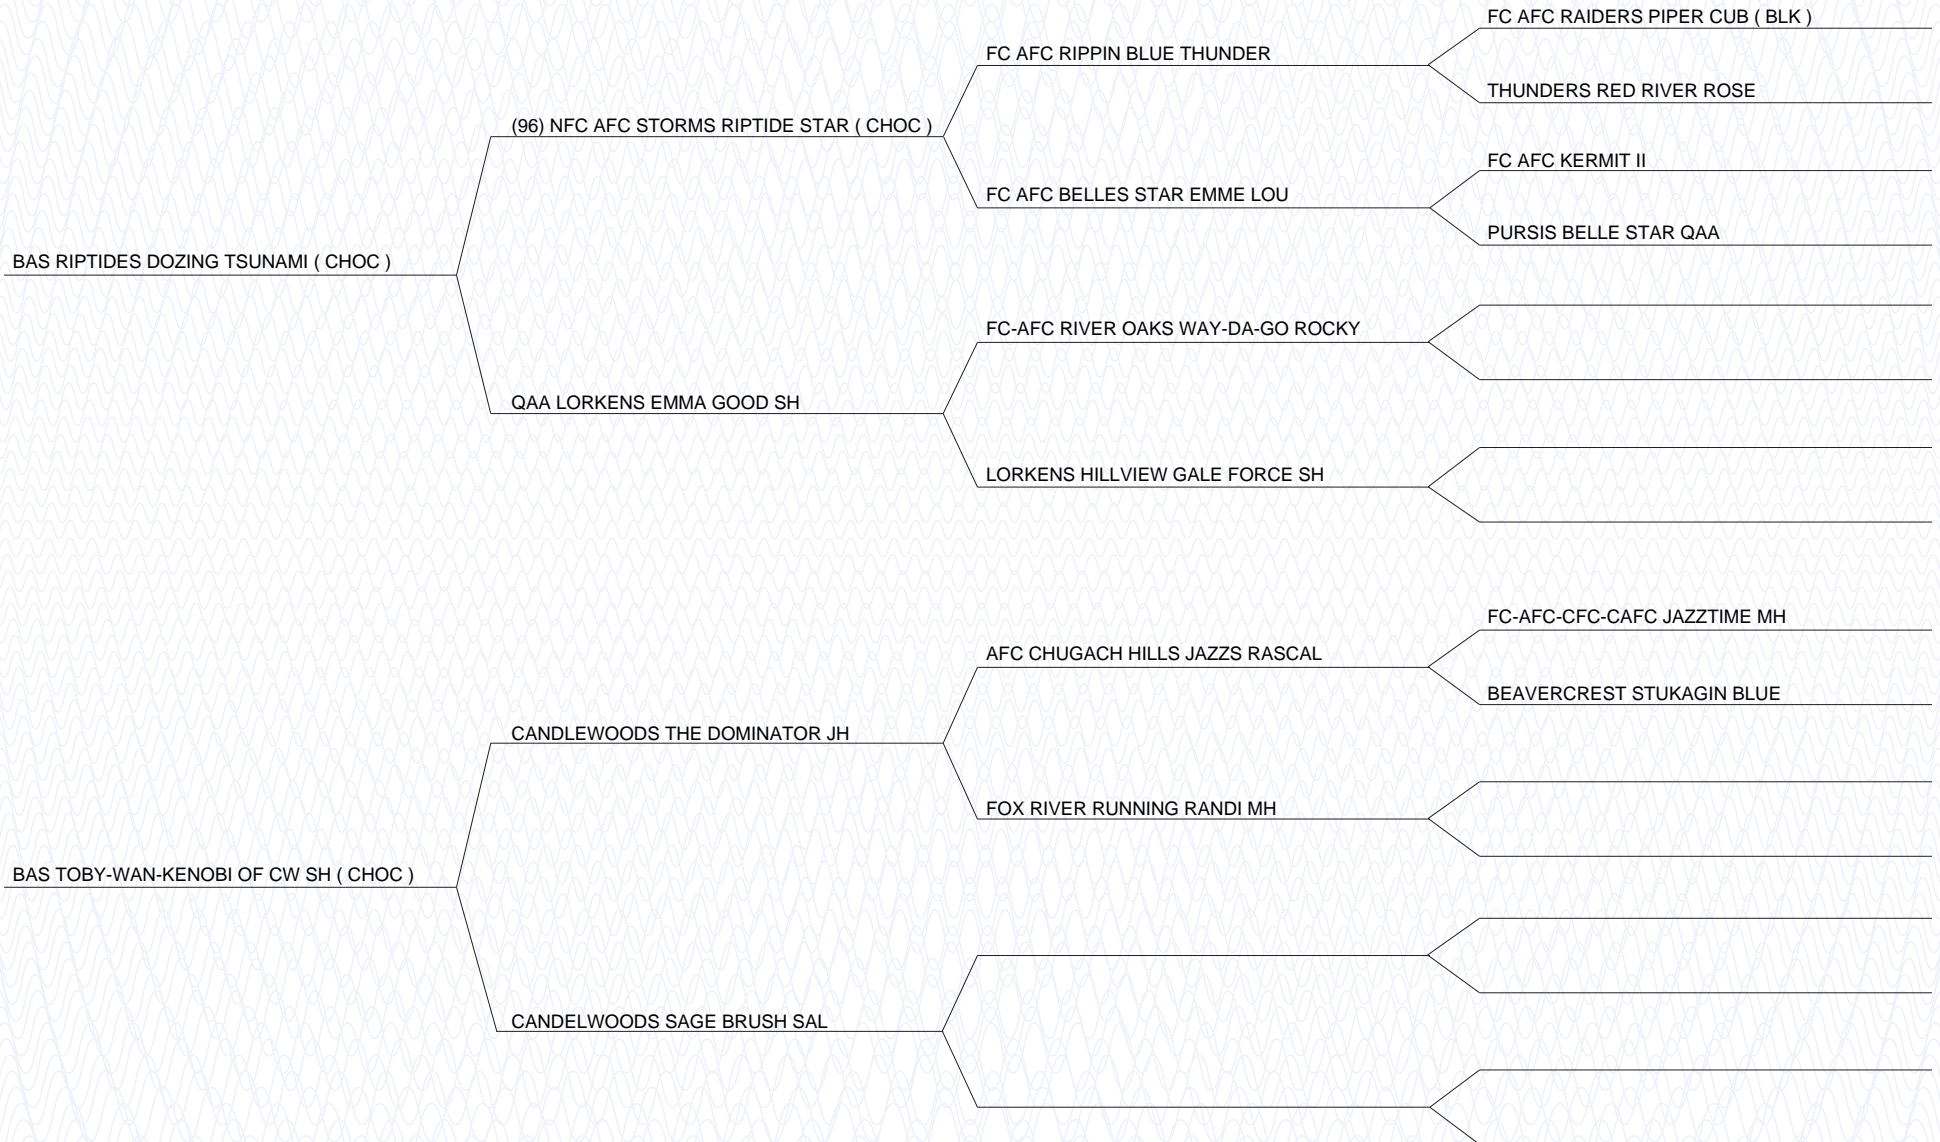 FC AFC RAIDERS PIPER CUB ( BLK )
FC AFC RIPPIN BLUE THUNDER
THUNDERS RED RIVER ROSE
(96) NFC AFC STORMS RIPTIDE STAR ( CHOC )
FC AFC KERMIT II
FC AFC BELLES STAR EMME LOU
PURSIS BELLE STAR QAA
BAS RIPTIDES DOZING TSUNAMI ( CHOC )
FC-AFC RIVER OAKS WAY-DA-GO ROCKY
QAA LORKENS EMMA GOOD SH
LORKENS HILLVIEW GALE FORCE SH
FC-AFC-CFC-CAFC JAZZTIME MH
AFC CHUGACH HILLS JAZZS RASCAL
BEAVERCREST STUKAGIN BLUE
CANDLEWOODS THE DOMINATOR JH
FOX RIVER RUNNING RANDI MH
BAS TOBY-WAN-KENOBI OF CW SH ( CHOC )
CANDELWOODS SAGE BRUSH SAL